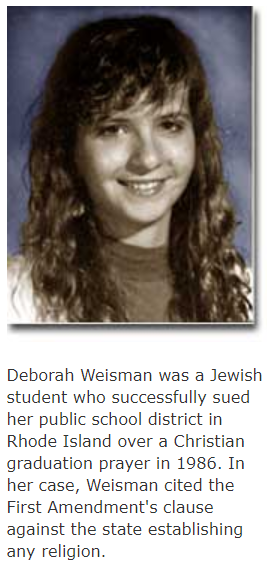 Deborah Weisman was a Jewish
student who successfully sued
her public school district in
Rhode Island over a Christian
graduation prayer in 1986. In
her case, Weisman cited the
First Amendment's clause
against the state establishing
any religion.